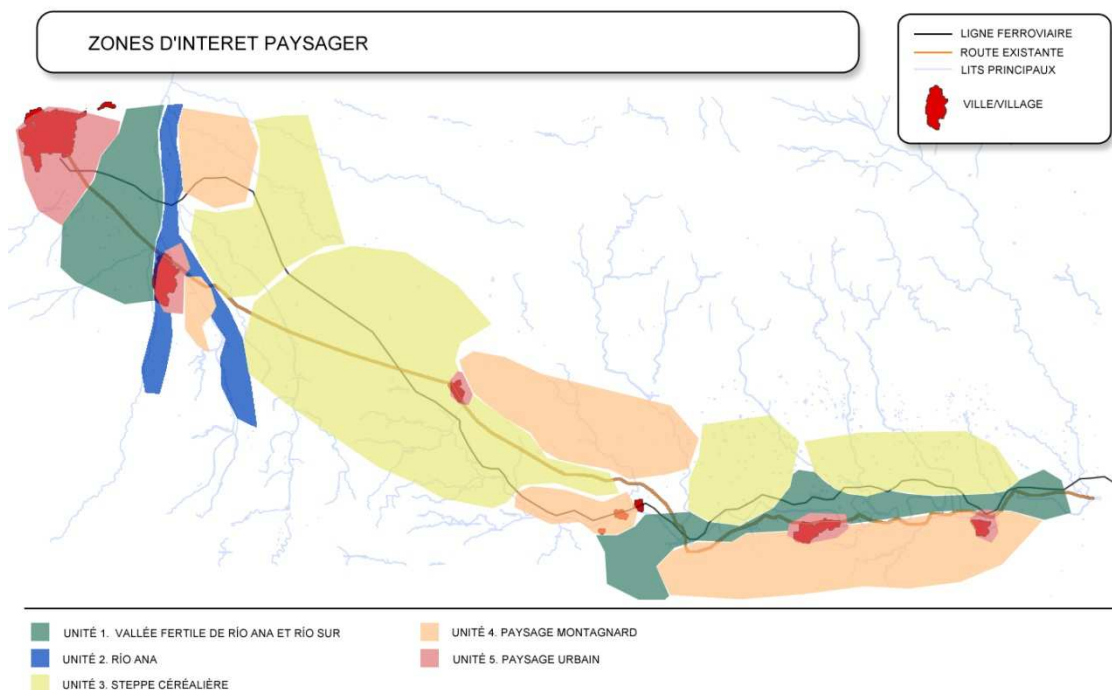 ZONES D'INTERET PAYSAGER
LIGNE FERROVIAIRE
ROUTE EXISTANTE
LITS PRINCIPAUX
VILLE/VILLAGE
UNITÉ 1. VALLÉE FERTILE DE RÍO ANA ET RÍO SUR
UNITÉ 2. RÍO ANA
UNITÉ 3. STEPPE CÉRÉALIÈRE
UNITÉ 4. PAYSAGE MONTAGNARD
UNITÉ 5. PAYSAGE URBAIN